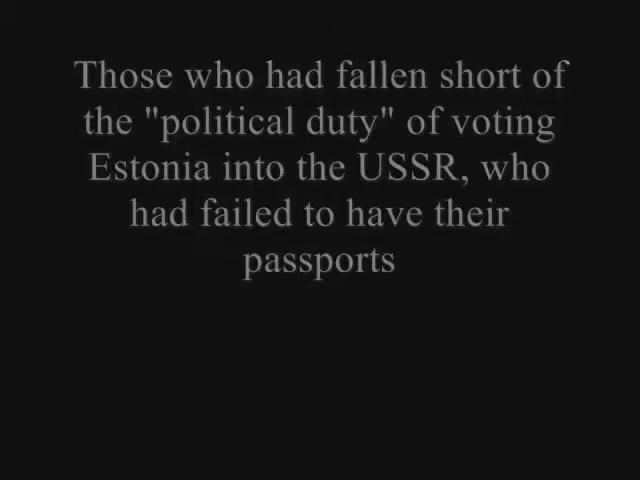 Those who had fallen short of
the "political duty" of voting
Estonia into the USSR, who
had failed to have their
passports